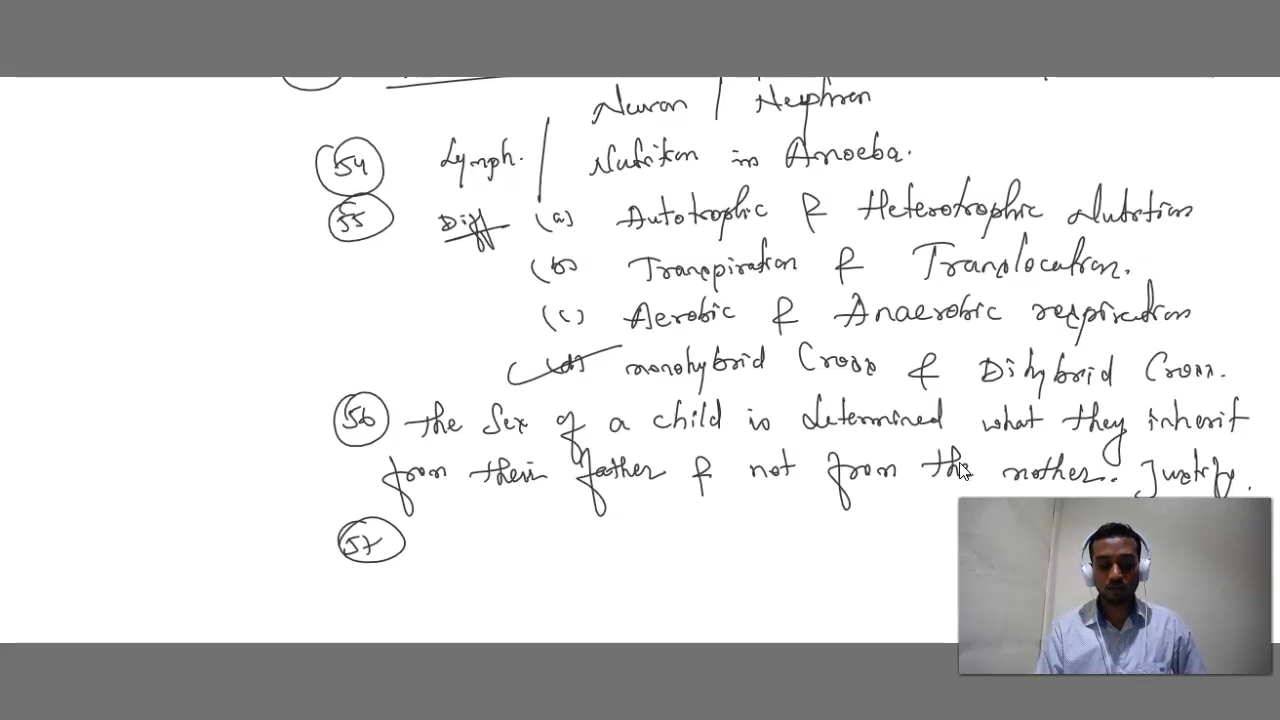 Neuron / Nephron
54 Lymph. / Nutrition in Amoeba.
55 Diff (a) Autotrophic & Heterotrophic Nutrition
(b) Transpiration & Translocation.
(c) Aerobic & Anaerobic respiration
(d) monohybrid Cross & Dihybrid Cross.
56 the Sex of a child is determined what they inherit
from their father & not from the mother. Justify.
57